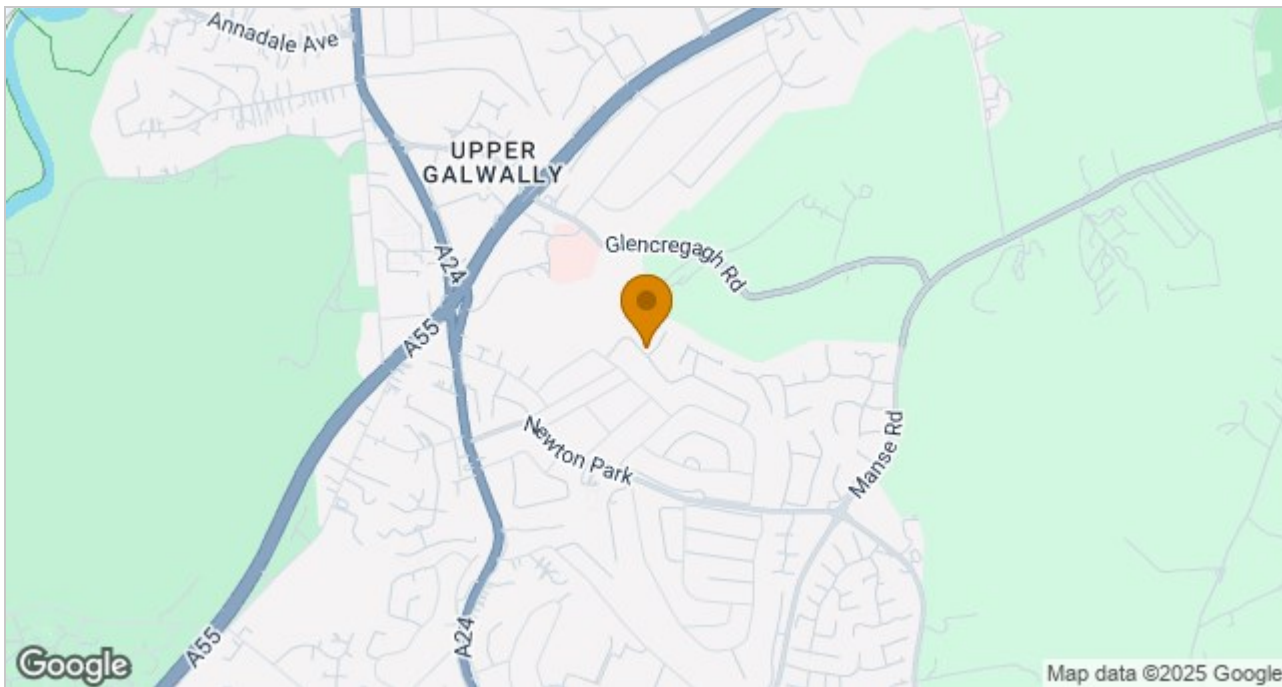 Annadale Ave
UPPER
GALWALLY
Glencregagh Rd
A24
A55
Newton Park
Manse Rd
A24
A55
Google
Map data ©2025 Google